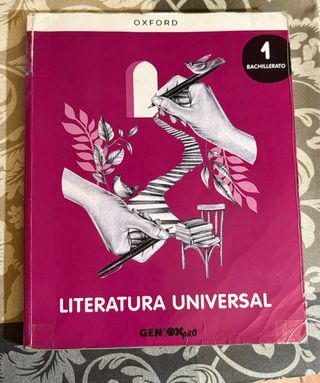 OXFORD
1
BACHILLERATO
LITERATURA UNIVERSAL
GENiOX PRO